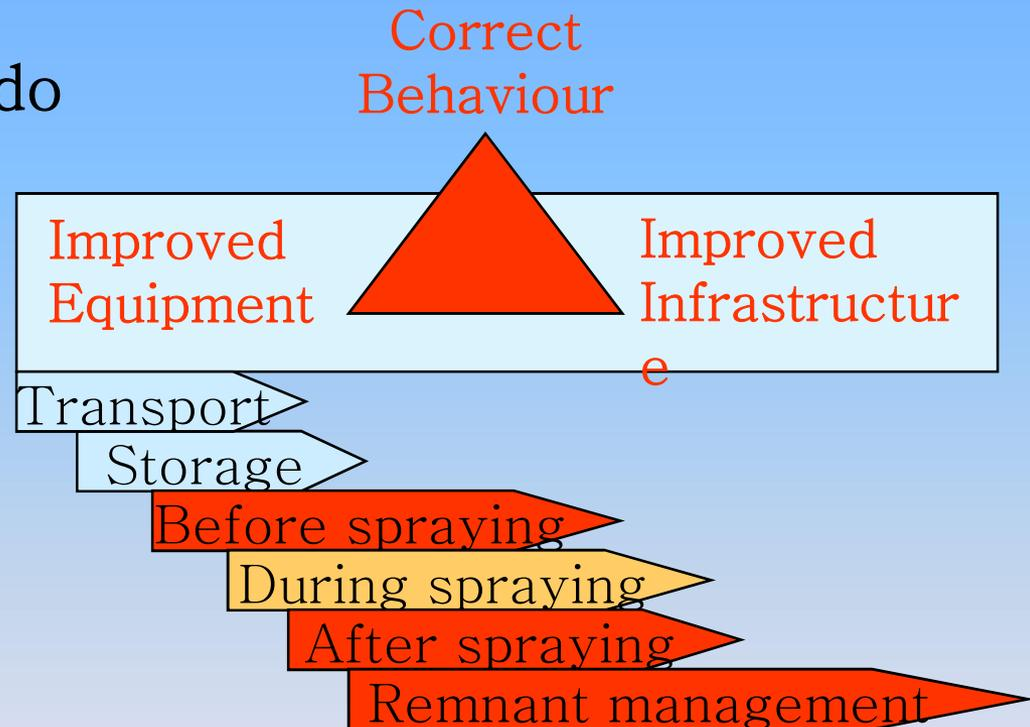 Correct
do
Behaviour
Improved
Equipment
Improved
Infrastructur
e
Transport
Storage
Before spraying
During spraying
After spraying
Remnant management